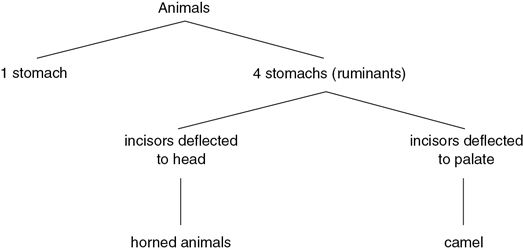 Animals
1 stomach
4 stomachs (ruminants)
incisors deflected
to head
incisors deflected
to palate
horned animals
camel